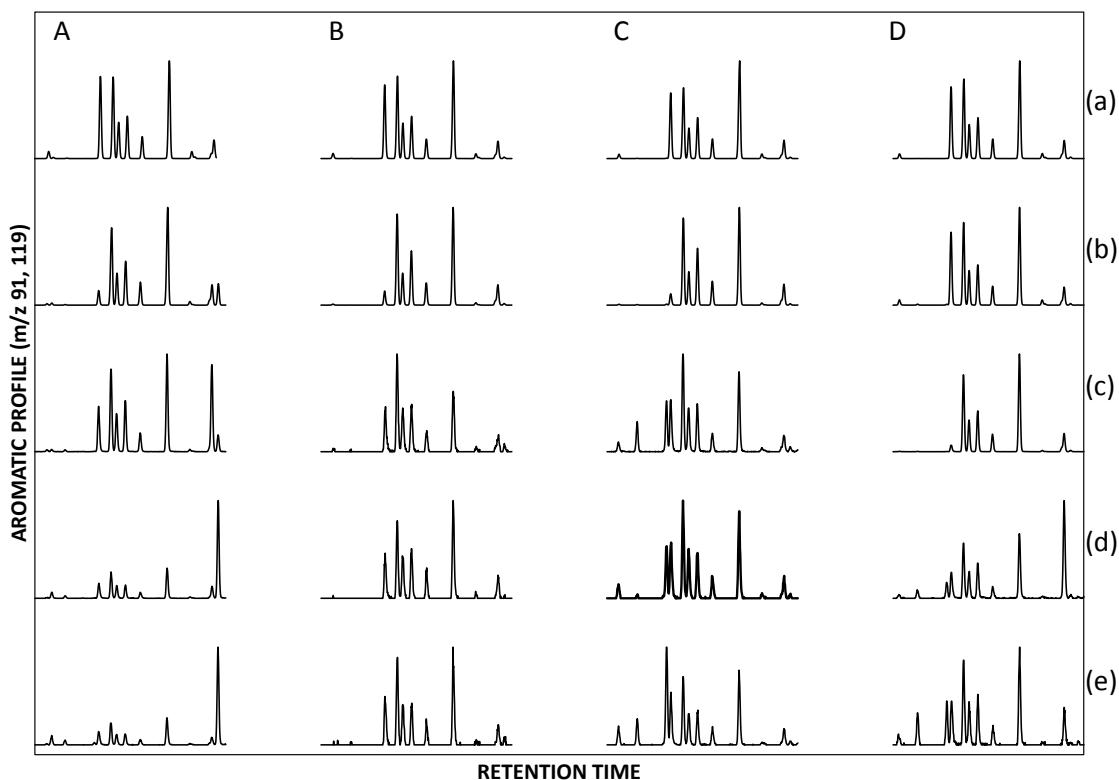 A B C D
(a)
(b)
(c)
(d)
(e)
AROMATIC PROFILE (m/z 91, 119)
RETENTION TIME